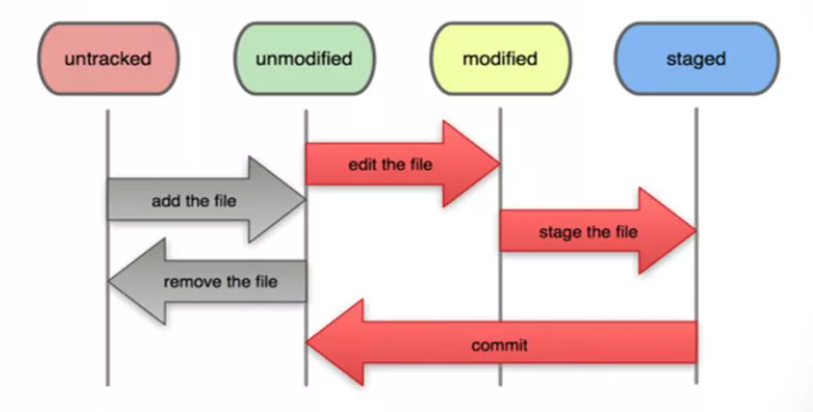 untracked
unmodified
modified
staged
edit the file
add the file
stage the file
remove the file
commit